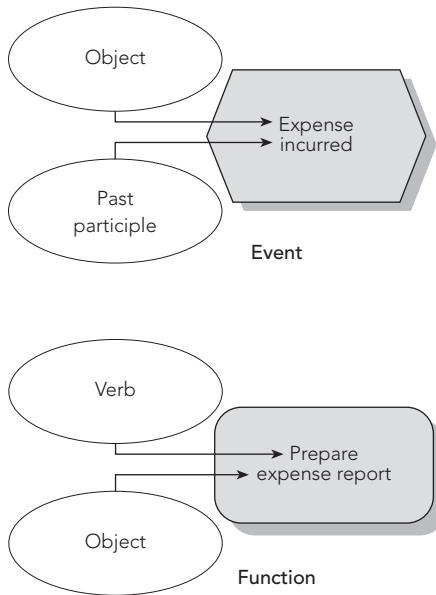 Object
Expense
incurred
Past
participle
Event
Verb
Prepare
expense report
Object
Function